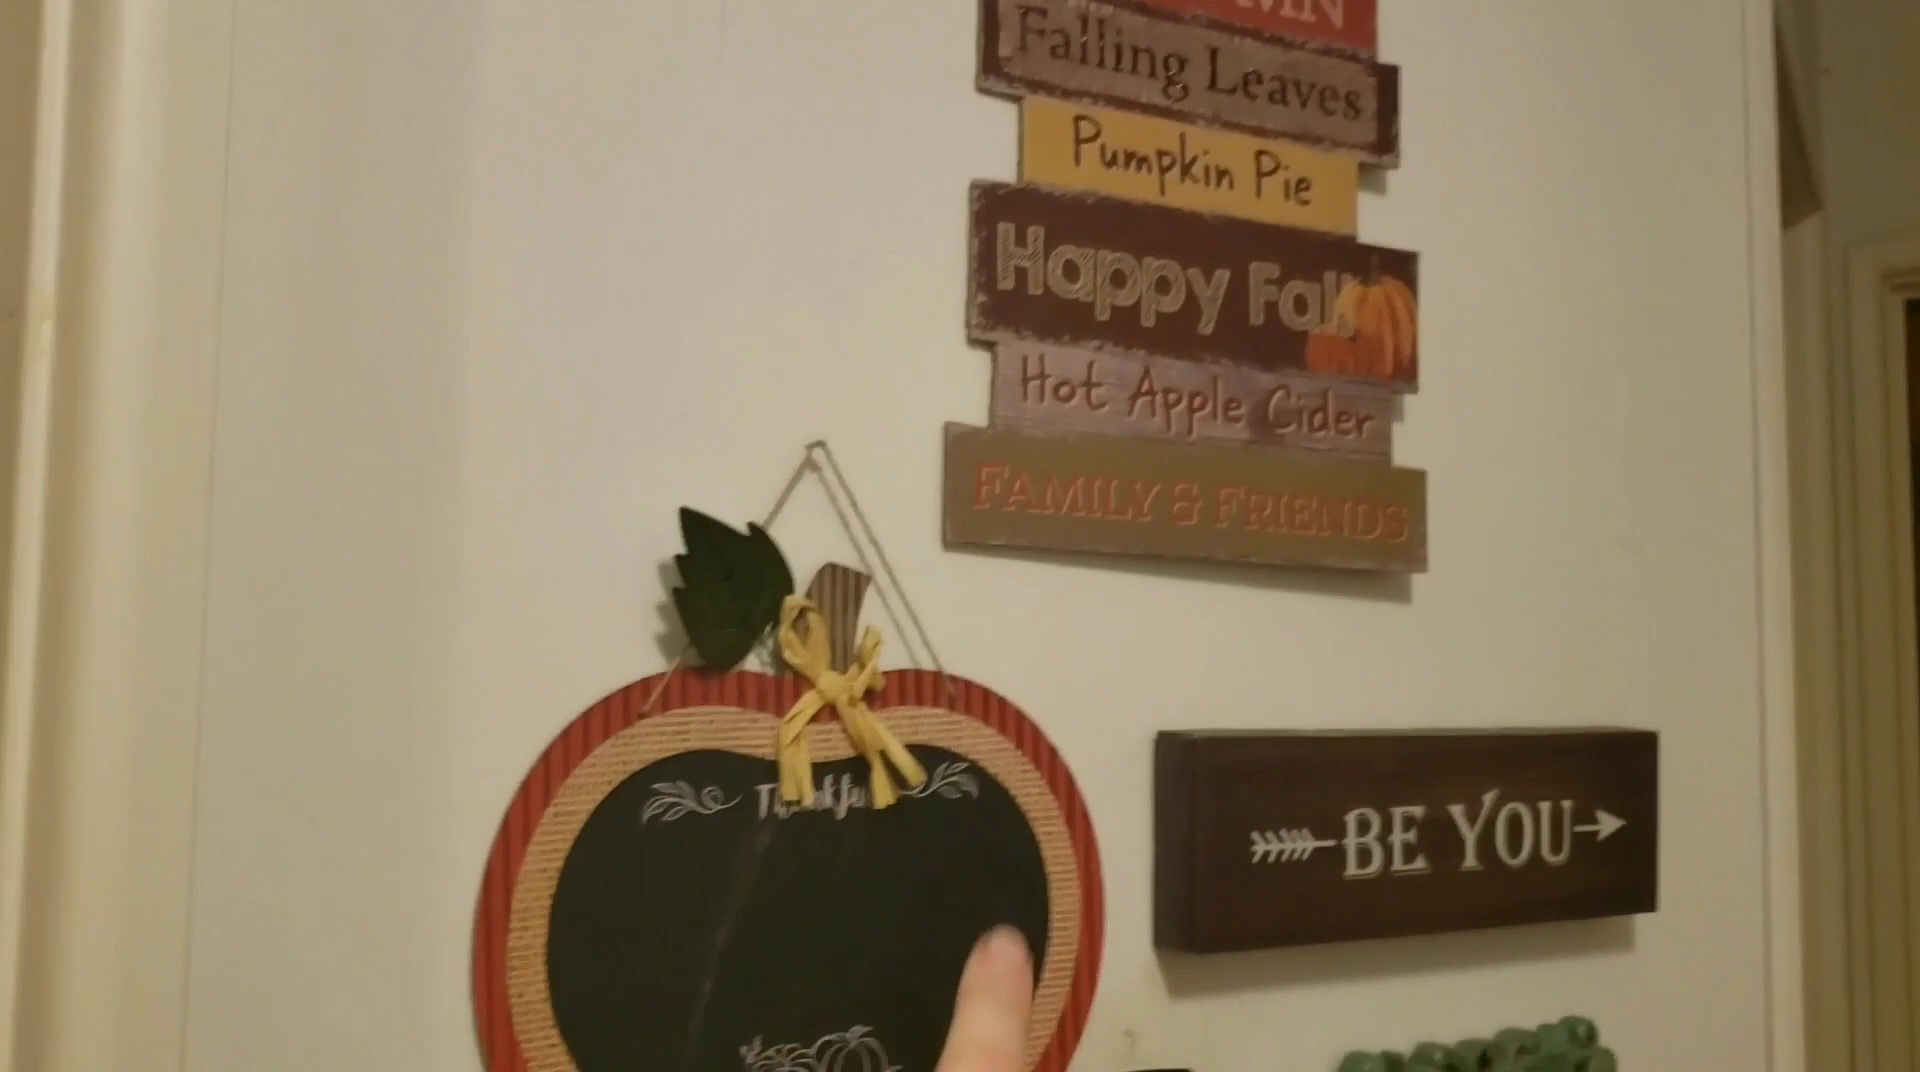 Falling Leaves
Pumpkin Pie
Happy Fall
Hot Apple Cider
FAMILY & FRIENDS
BE YOU